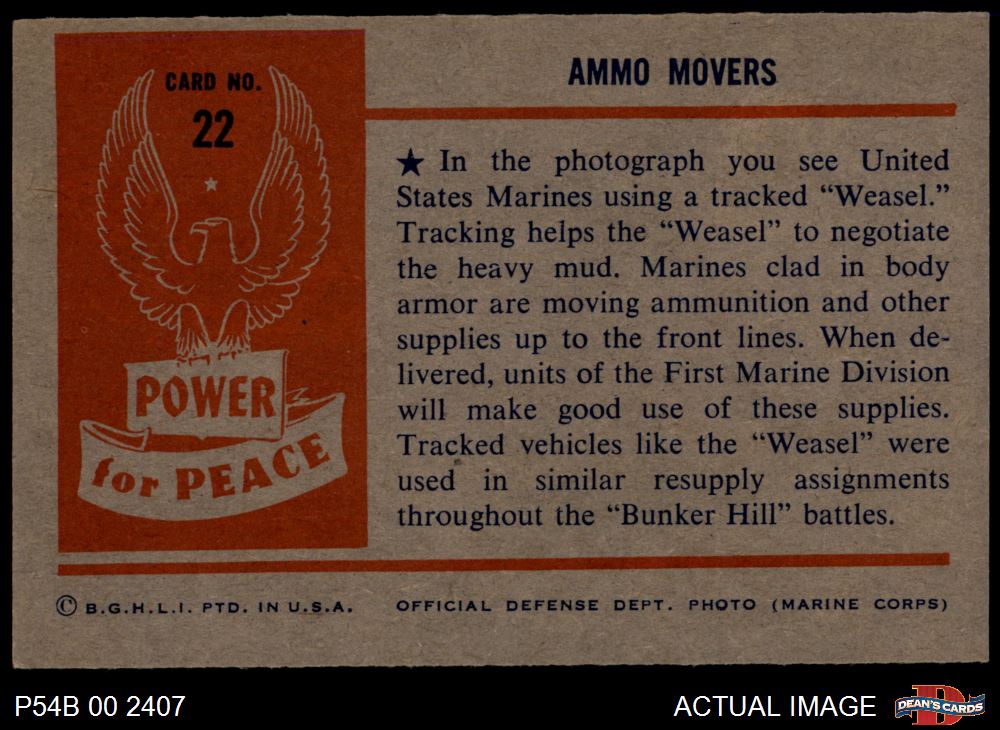 CARD NO.
22
POWER
for PEACE
AMMO MOVERS
★ In the photograph you see United
States Marines using a tracked “Weasel.”
Tracking helps the “Weasel” to negotiate
the heavy mud. Marines clad in body
armor are moving ammunition and other
supplies up to the front lines. When de-
livered, units of the First Marine Division
will make good use of these supplies.
Tracked vehicles like the “Weasel” were
used in similar resupply assignments
throughout the “Bunker Hill” battles.
© B.G.H.L.I. PTD. IN U.S.A.
OFFICIAL DEFENSE DEPT. PHOTO (MARINE CORPS)
P54B 00 2407
ACTUAL IMAGE
D
DEAN'S CARDS